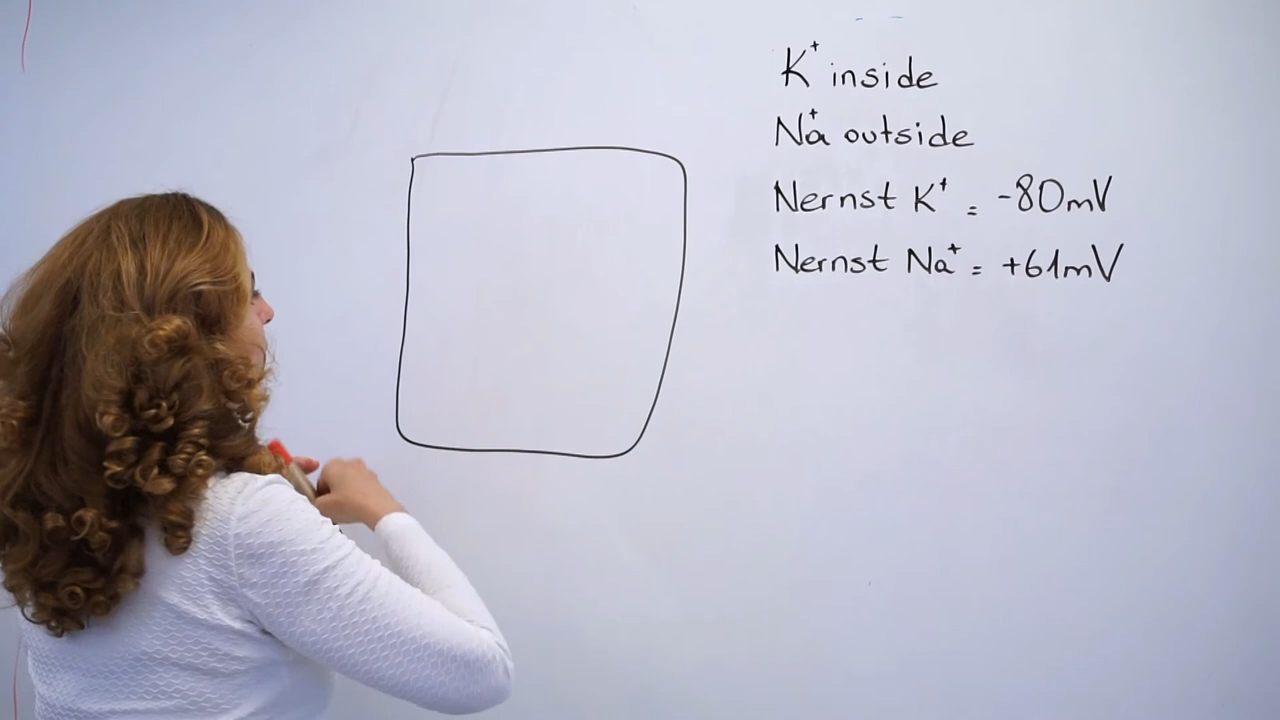 K⁺ inside
Na⁺ outside
Nernst K⁺ = -80mV
Nernst Na⁺ = +61mV